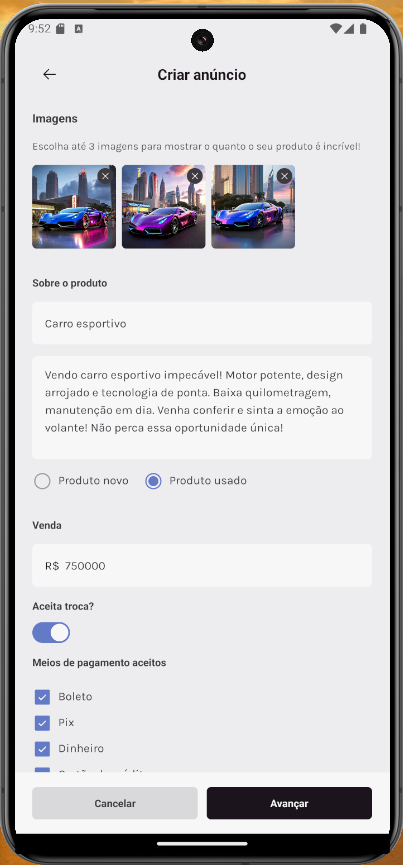 9:52
Criar anúncio
Imagens
Escolha até 3 imagens para mostrar o quanto o seu produto é incrível!
Sobre o produto
Carro esportivo
Vendo carro esportivo impecável! Motor potente, design
arrojado e tecnologia de ponta. Baixa quilometragem,
manutenção em dia. Venha conferir e sinta a emoção ao
volante! Não perca essa oportunidade única!
Produto novo
Produto usado
Venda
R$ 750000
Aceita troca?
Meios de pagamento aceitos
Boleto
Pix
Dinheiro
Cancelar
Avançar